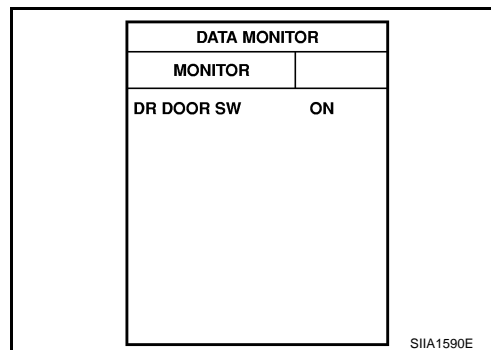 DATA MONITOR
MONITOR
DR DOOR SW ON
SIIA1590E